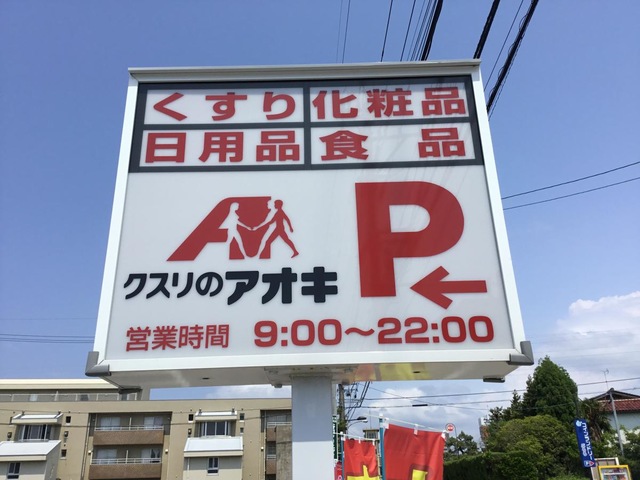 くすり 化粧品
日用品 食品
P
クスリのアオキ
営業時間 9:00～22:00